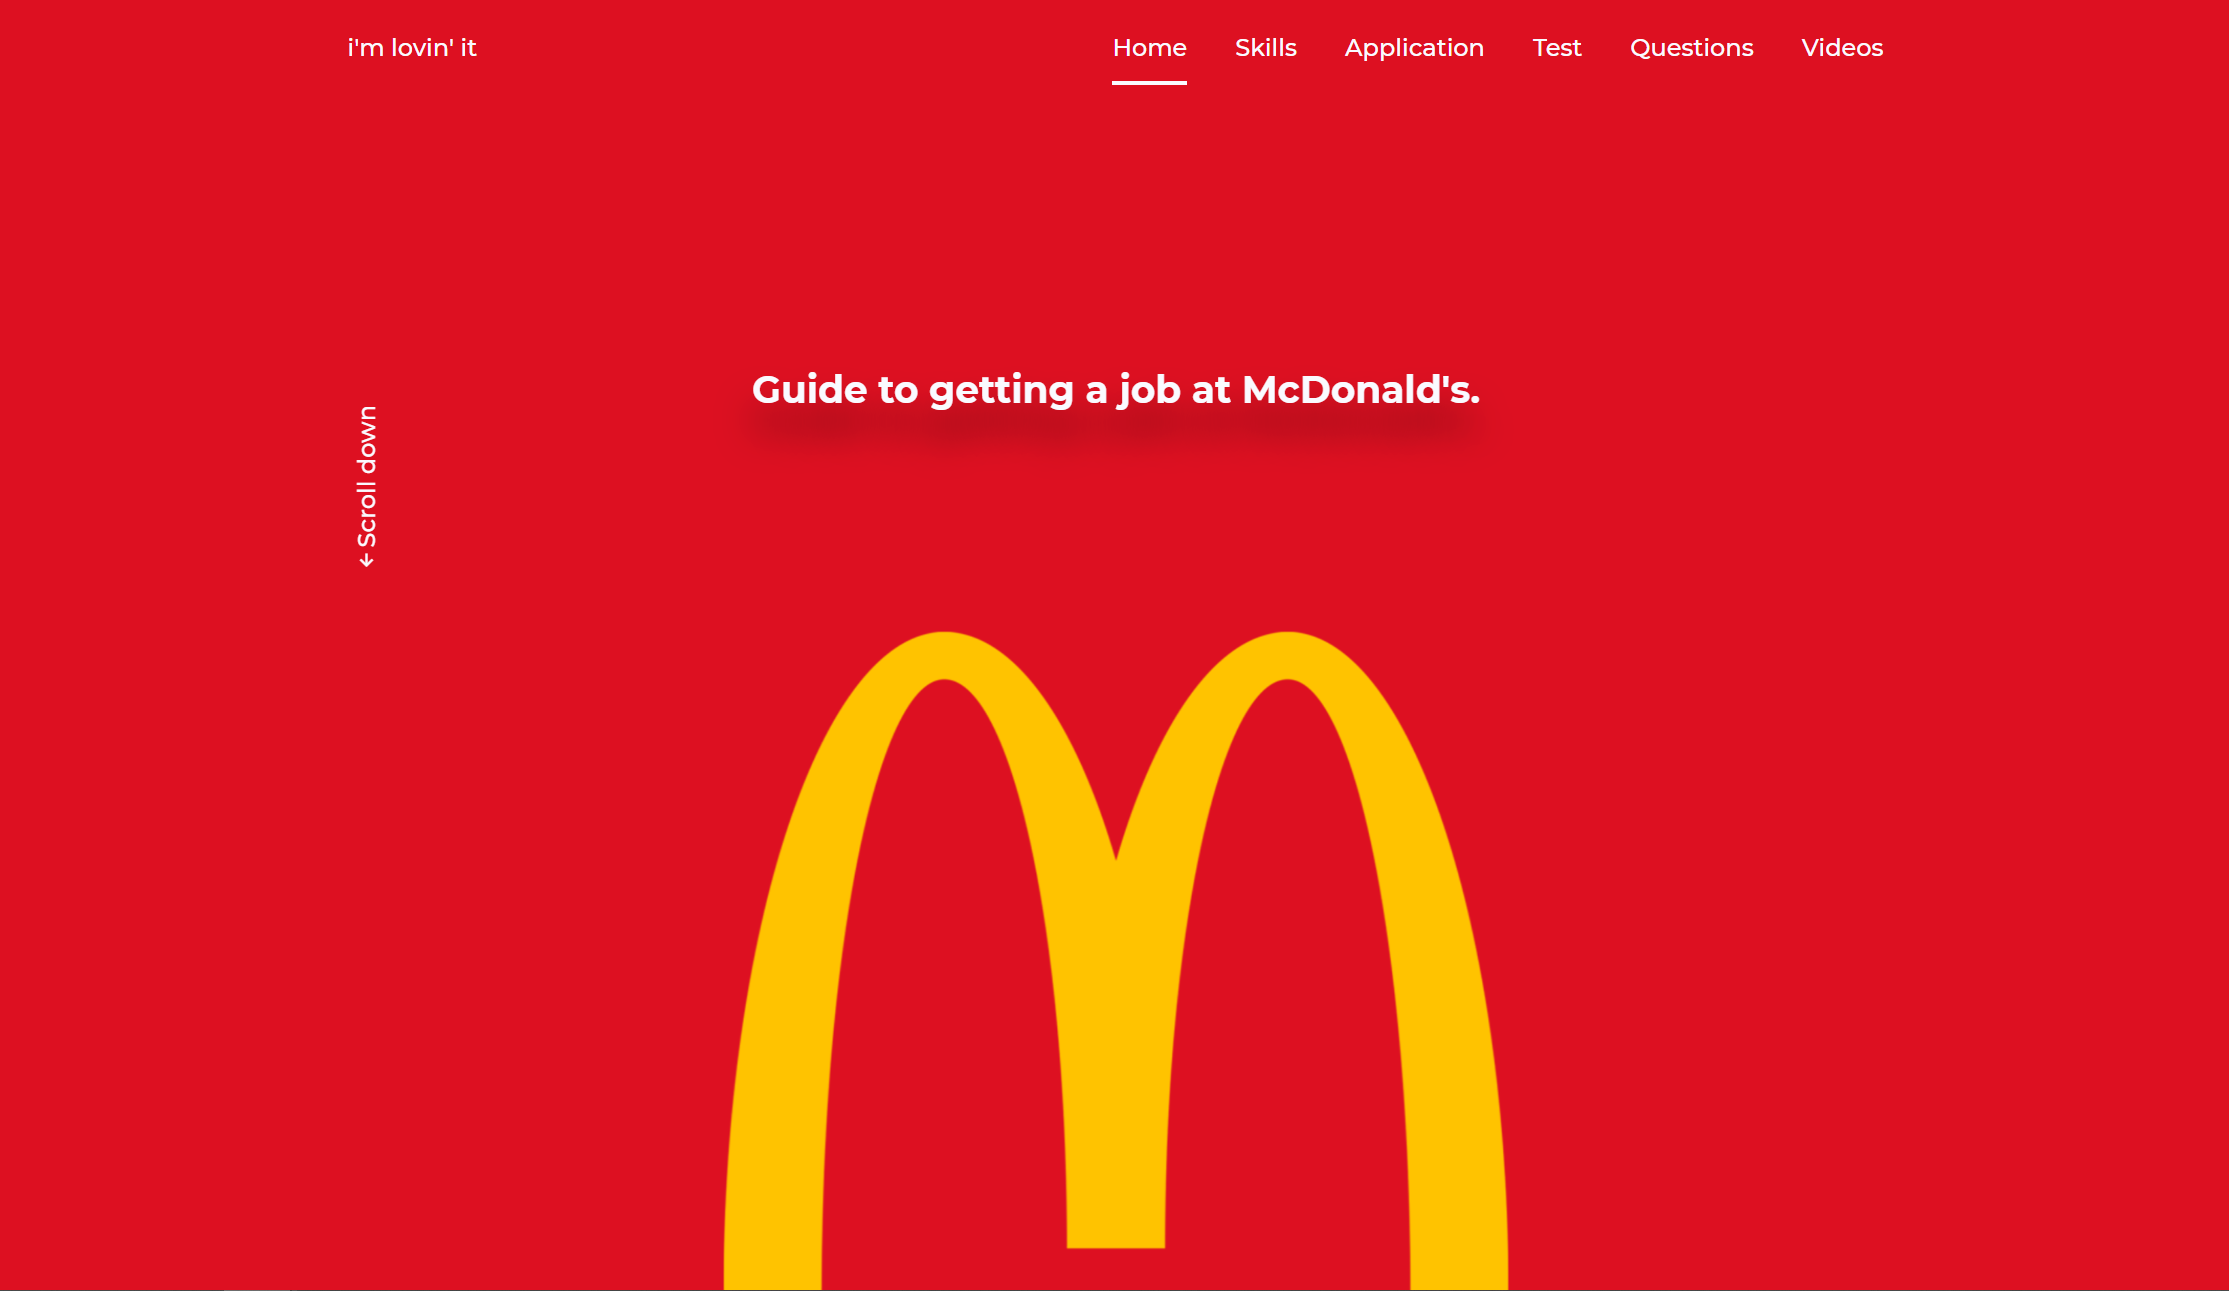 i'm lovin' it
Home
Skills
Application
Test
Questions
Videos
Guide to getting a job at McDonald's.
← Scroll down